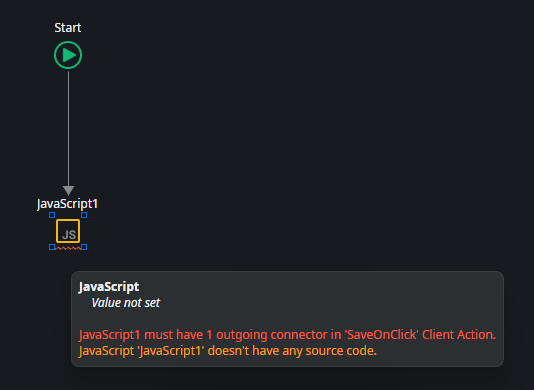 Start
JavaScript1
JS
JavaScript
Value not set
JavaScript1 must have 1 outgoing connector in 'SaveOnClick' Client Action.
JavaScript 'JavaScript1' doesn't have any source code.